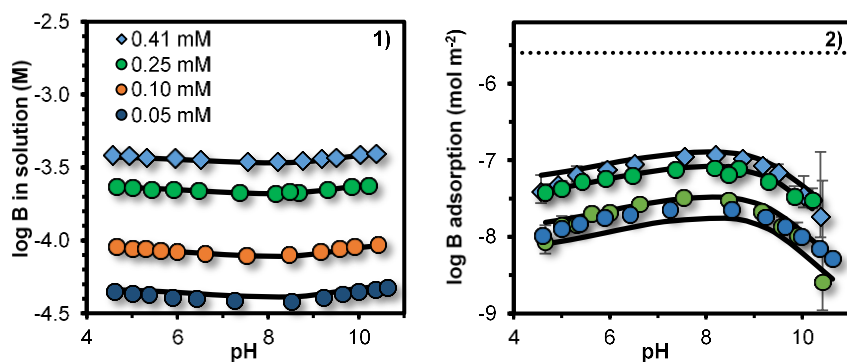 log B in solution (M)
-2.5
-3.0
-3.5
-4.0
-4.5
1)
0.41 mM
0.25 mM
0.10 mM
0.05 mM
4
6
8
10
pH
log B adsorption (mol m-2)
-6
-7
-8
-9
2)
4
6
8
10
pH